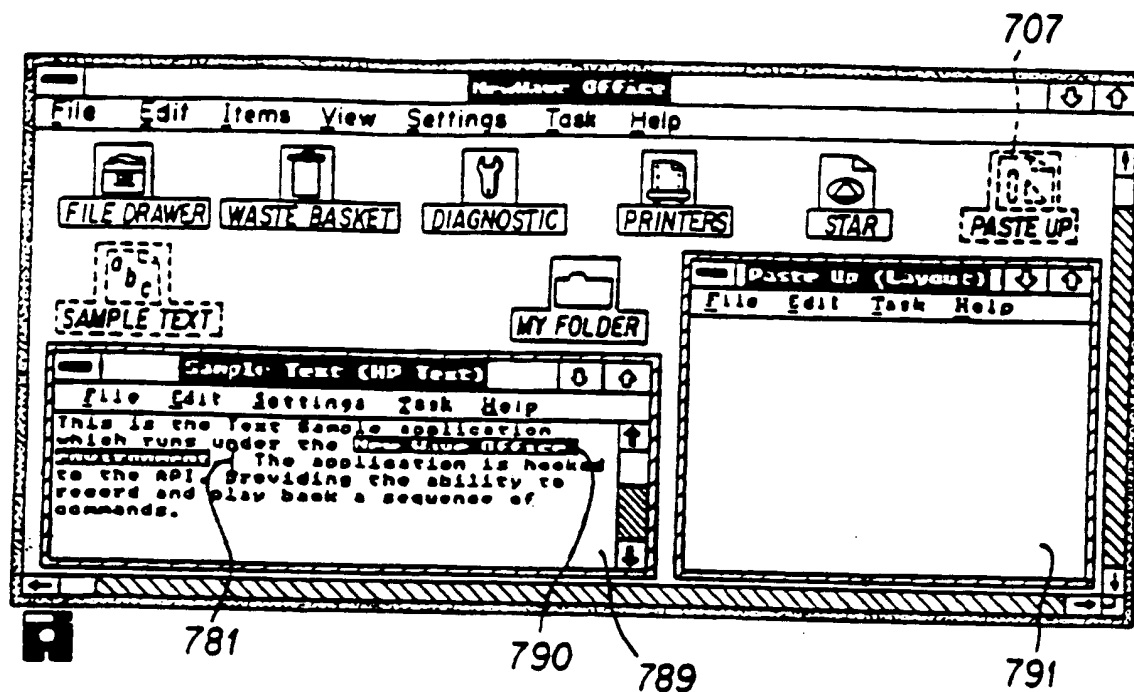 707
NewWave Office
File Edit Items View Settings Task Help
FILE DRAWER WASTE BASKET DIAGNOSTIC PRINTERS STAR PASTE UP
abc
SAMPLE TEXT
MY FOLDER
Paste Up (Layout)
File Edit Task Help
Sample Text (HP Text)
File Edit Settings Task Help
This is the Text Sample application
which runs under the New Wave Office
environment. The application is hooked
to the API, providing the ability to
record and play back a sequence of
commands.
781
790
789
791